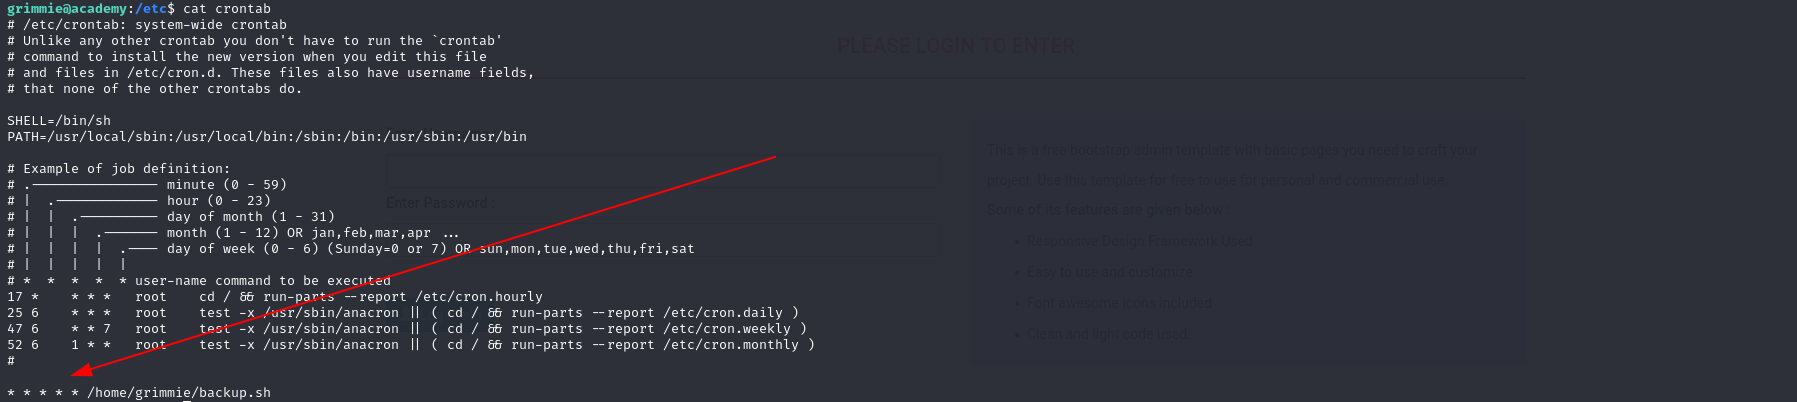 grimmie@academy:/etc$ cat crontab
# /etc/crontab: system-wide crontab
# Unlike any other crontab you don't have to run the `crontab'
# command to install the new version when you edit this file
# and files in /etc/cron.d. These files also have username fields,
# that none of the other crontabs do.
SHELL=/bin/sh
PATH=/usr/local/sbin:/usr/local/bin:/sbin:/bin:/usr/sbin:/usr/bin
# Example of job definition:
# .---------------- minute (0 - 59)
# |  .------------- hour (0 - 23)
# |  |  .---------- day of month (1 - 31)
# |  |  |  .------- month (1 - 12) OR jan,feb,mar,apr ...
# |  |  |  |  .---- day of week (0 - 6) (Sunday=0 or 7) OR sun,mon,tue,wed,thu,fri,sat
# |  |  |  |  |
# *  *  *  *  * user-name command to be executed
17 *    * * *   root    cd / && run-parts --report /etc/cron.hourly
25 6    * * *   root    test -x /usr/sbin/anacron || ( cd / && run-parts --report /etc/cron.daily )
47 6    * * 7   root    test -x /usr/sbin/anacron || ( cd / && run-parts --report /etc/cron.weekly )
52 6    1 * *   root    test -x /usr/sbin/anacron || ( cd / && run-parts --report /etc/cron.monthly )
#
* * * * * /home/grimmie/backup.sh
PLEASE LOGIN TO ENTER
Enter Password :
This is a free bootstrap admin template with basic pages you need to craft your
project. Use this template for free to use for personal and commercial use.
Some of its features are given below :
Responsive Design Framework Used
Easy to use and customize
Font awesome icons included
Clean and light code used.